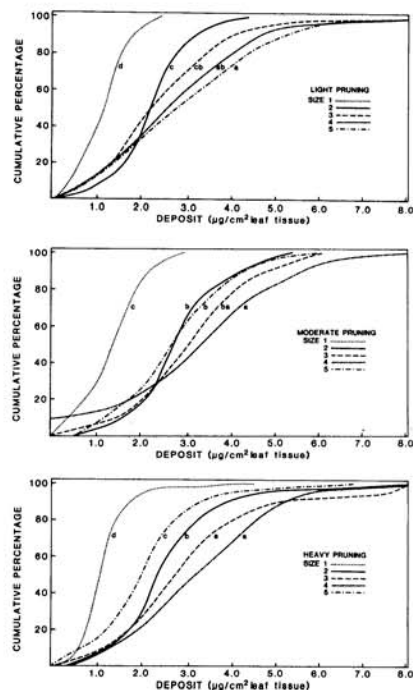 100
80
60
40
20
CUMULATIVE PERCENTAGE
d c cb ab a
LIGHT PRUNING
SIZE 1
2
3
4
5
1.0 2.0 3.0 4.0 5.0 6.0 7.0 8.0
DEPOSIT (µg/cm² leaf tissue)
100
80
60
40
20
CUMULATIVE PERCENTAGE
c b b ba a
MODERATE PRUNING
SIZE 1
2
3
4
5
1.0 2.0 3.0 4.0 5.0 6.0 7.0 8.0
DEPOSIT (µg/cm² leaf tissue)
100
80
60
40
20
CUMULATIVE PERCENTAGE
d c b a a
HEAVY PRUNING
SIZE 1
2
3
4
5
1.0 2.0 3.0 4.0 5.0 6.0 7.0 8.0
DEPOSIT (µg/cm² leaf tissue)